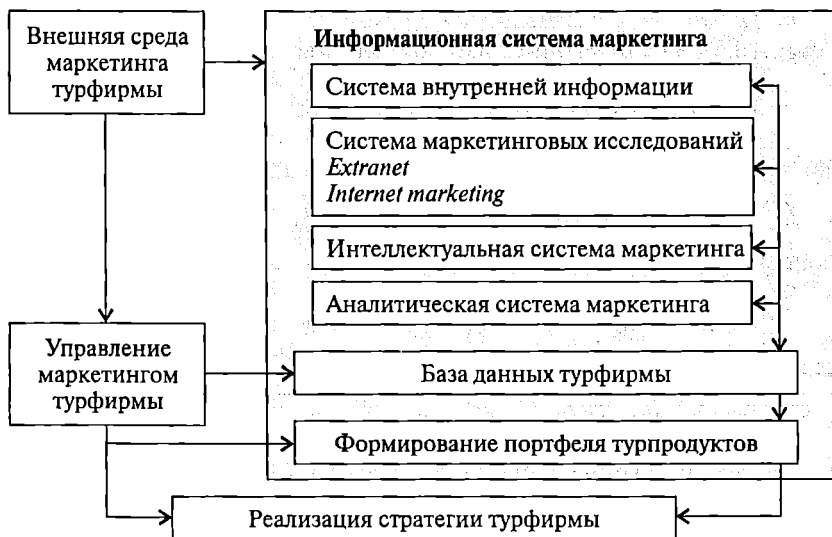 Внешняя среда
маркетинга
турфирмы
Информационная система маркетинга
Система внутренней информации
Система маркетинговых исследований
Extranet
Internet marketing
Интеллектуальная система маркетинга
Аналитическая система маркетинга
Управление
маркетингом
турфирмы
База данных турфирмы
Формирование портфеля турпродуктов
Реализация стратегии турфирмы